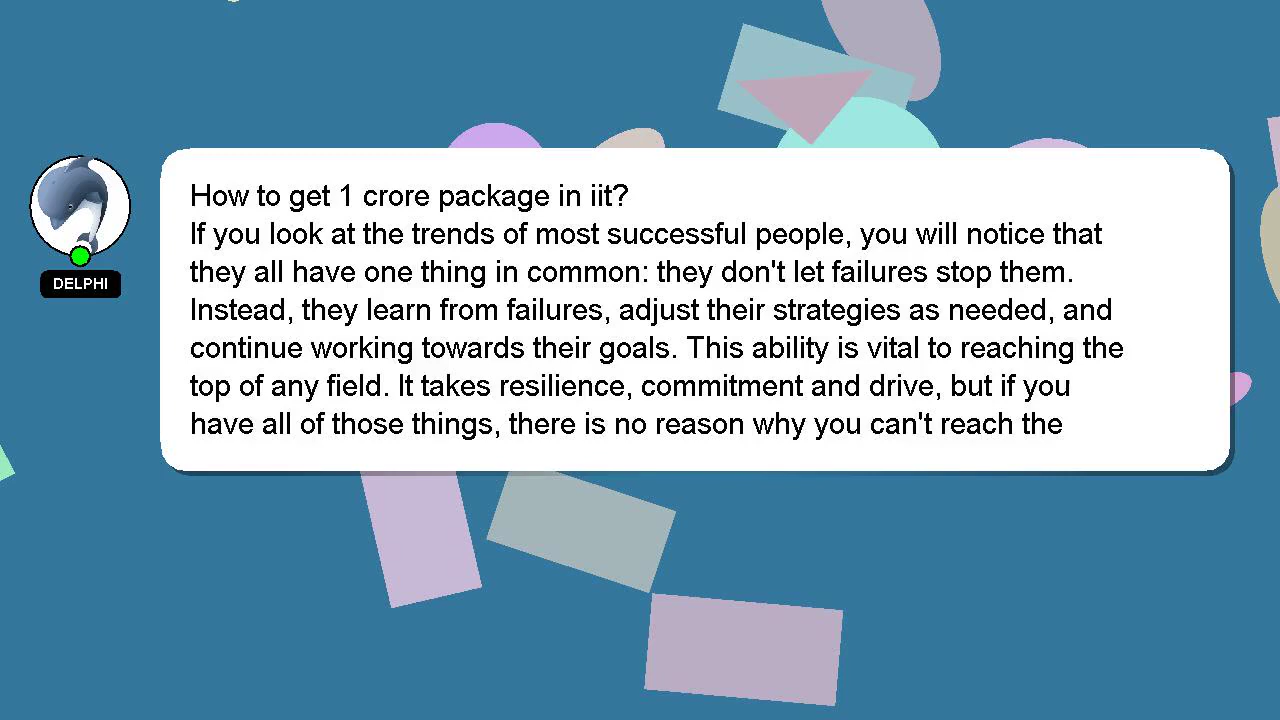 How to get 1 crore package in iit?
If you look at the trends of most successful people, you will notice that
they all have one thing in common: they don't let failures stop them.
Instead, they learn from failures, adjust their strategies as needed, and
continue working towards their goals. This ability is vital to reaching the
top of any field. It takes resilience, commitment and drive, but if you
have all of those things, there is no reason why you can't reach the
DELPHI